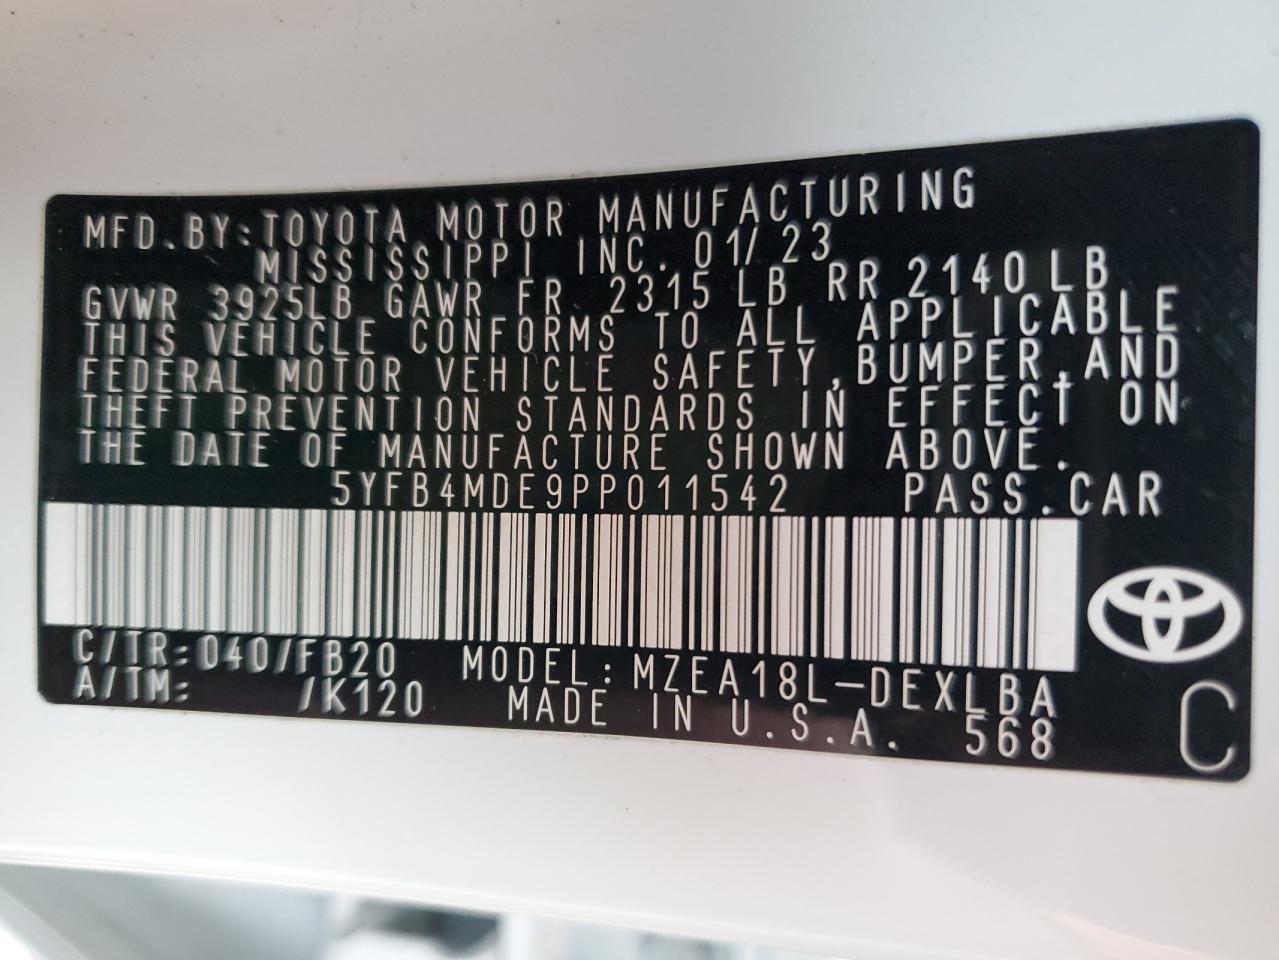 MFD.BY:TOYOTA MOTOR MANUFACTURING
MISSISSIPPI INC. 01/23
GVWR 3925LB GAWR FR 2315 LB RR 2140 LB
THIS VEHICLE CONFORMS TO ALL APPLICABLE
FEDERAL MOTOR VEHICLE SAFETY,BUMPER,AND
THEFT PREVENTION STANDARDS IN EFFECT ON
THE DATE OF MANUFACTURE SHOWN ABOVE.
5YFB4MDE9PP011542 PASS.CAR
C/TR:040/FB20 MODEL:MZEA18L-DEXLBA
A/TM: /K120 MADE IN U.S.A. 568
C